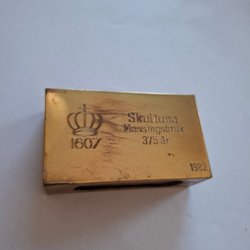 Skultuna
Messingsbruk
1607
375 år
1982